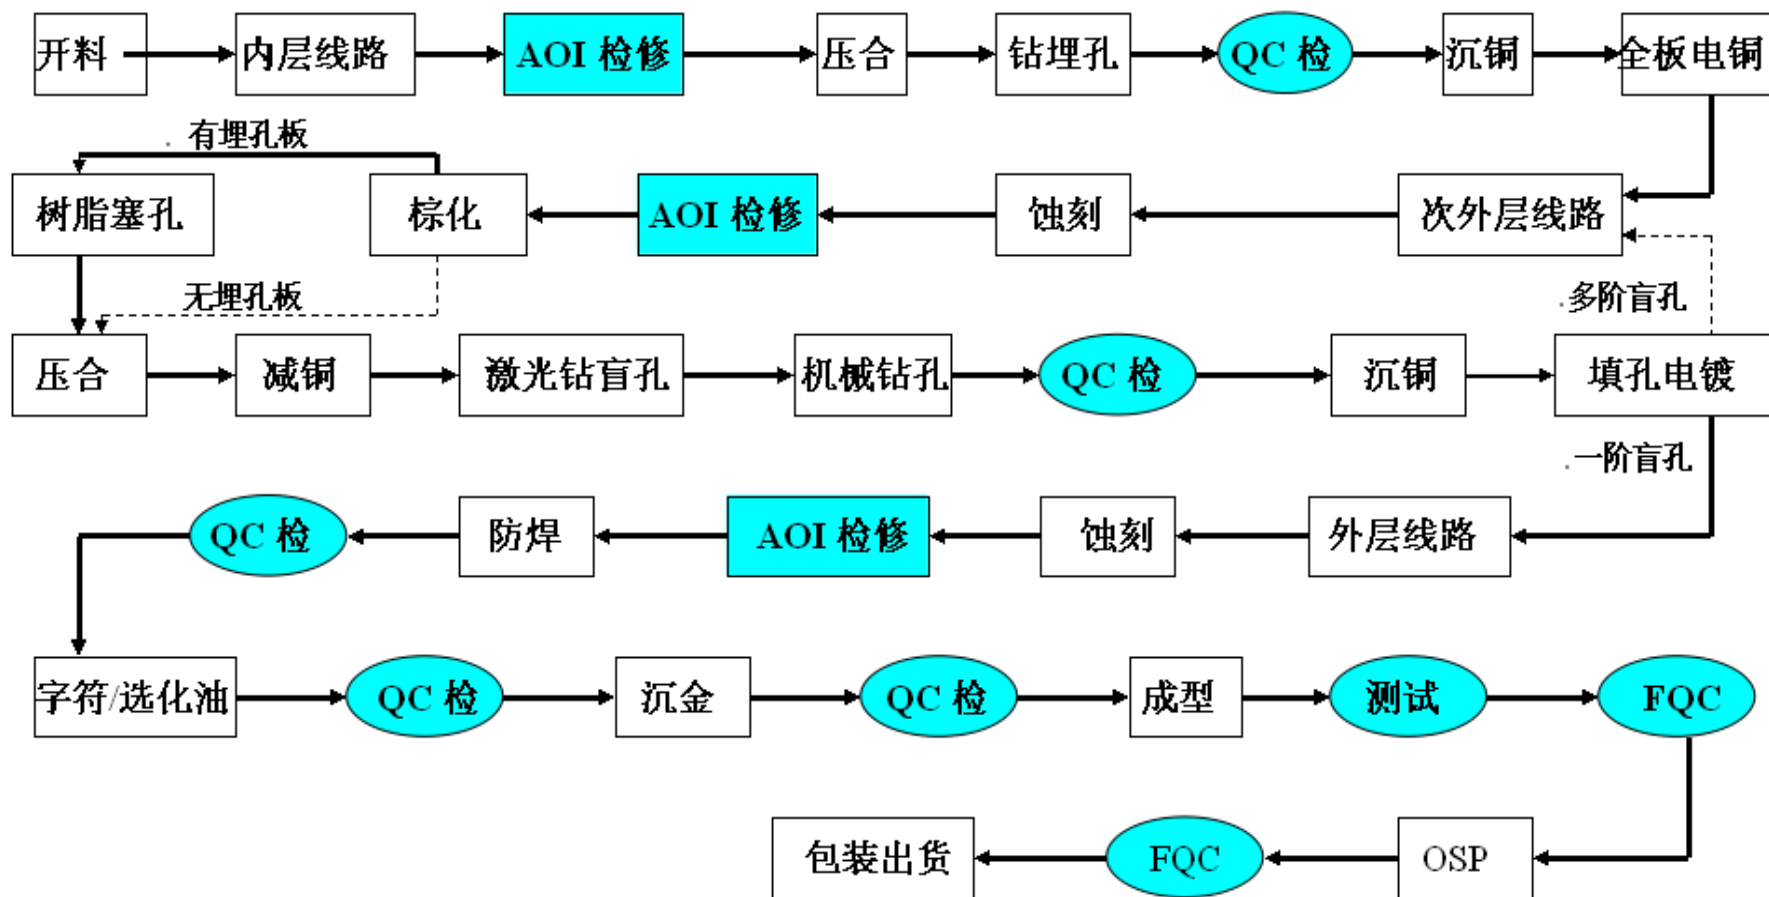 开料
内层线路
AOI 检修
压合
钻埋孔
QC 检
沉铜
全板电铜
有埋孔板
树脂塞孔
棕化
AOI 检修
蚀刻
次外层线路
无埋孔板
多阶盲孔
压合
减铜
激光钻盲孔
机械钻孔
QC 检
沉铜
填孔电镀
一阶盲孔
QC 检
防焊
AOI 检修
蚀刻
外层线路
字符/选化油
QC 检
沉金
QC 检
成型
测试
FQC
包装出货
FQC
OSP